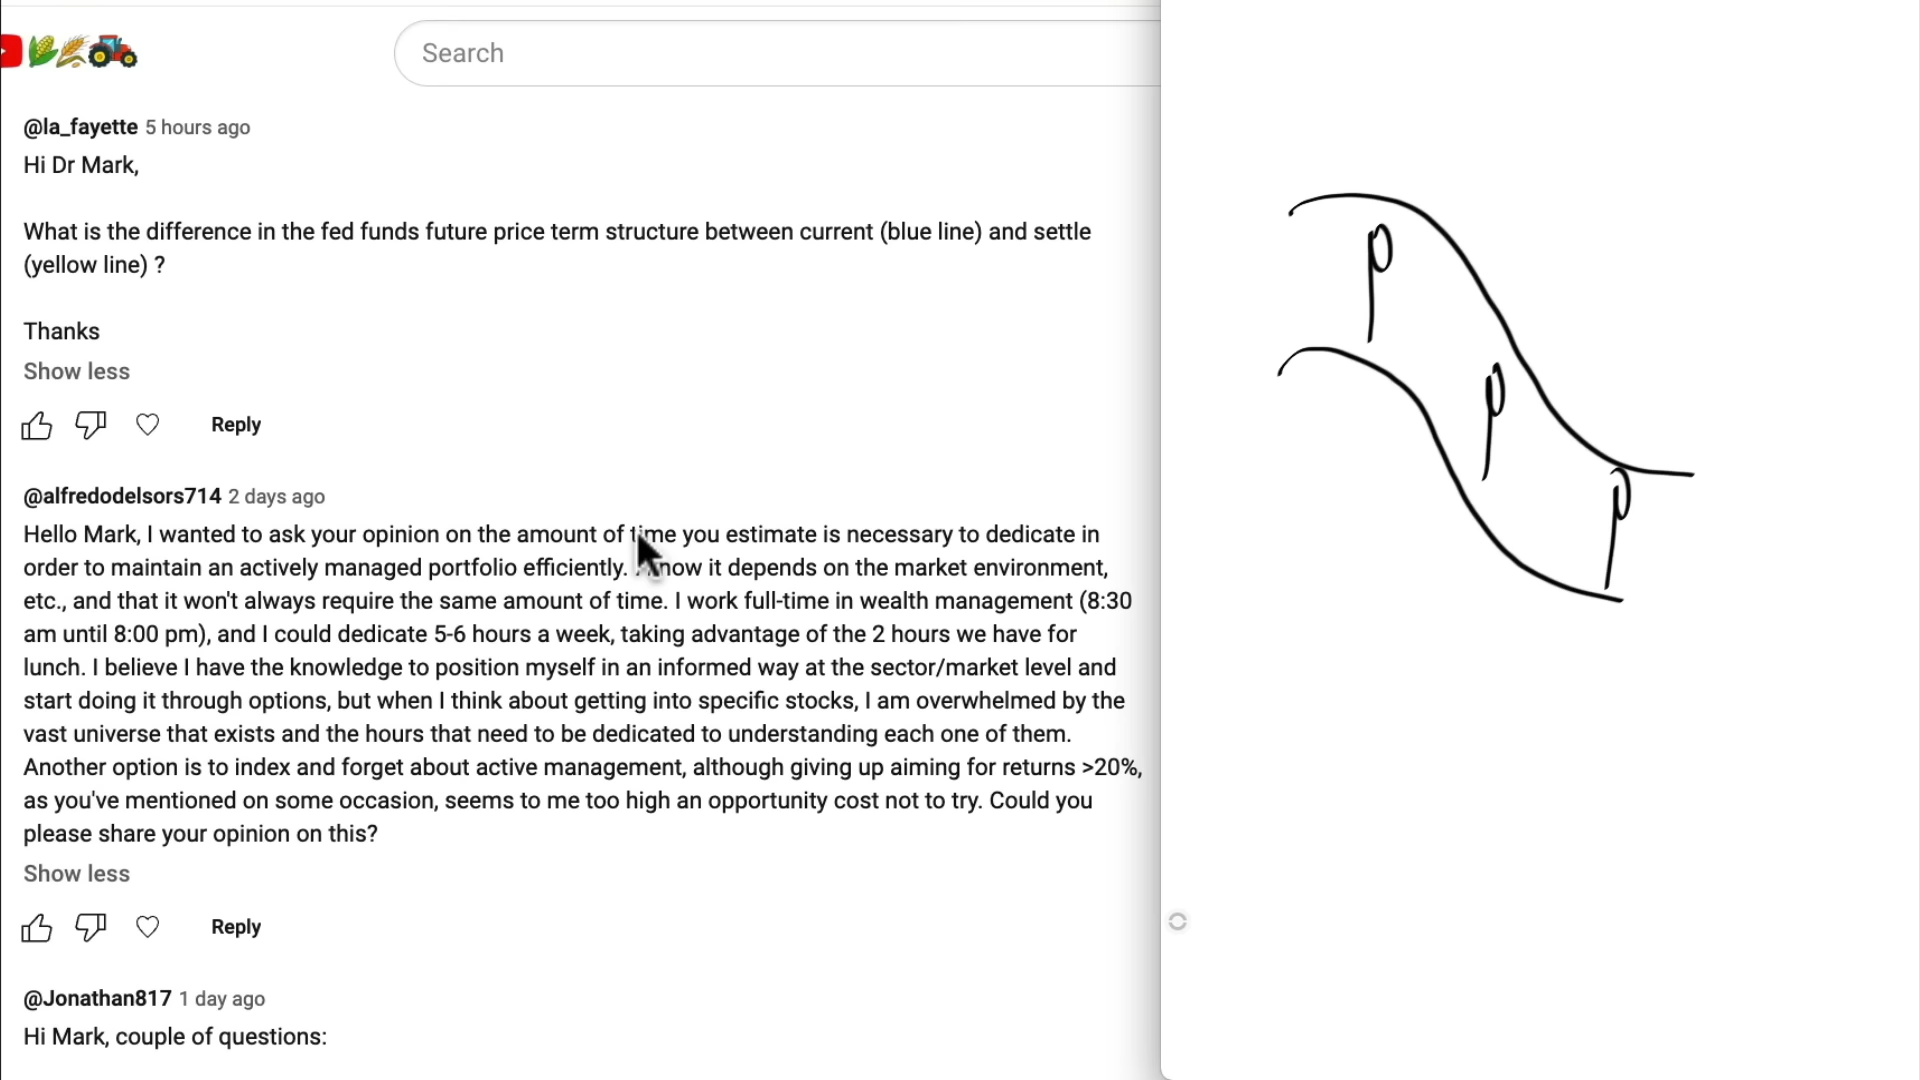 Search
@la_fayette 5 hours ago
Hi Dr Mark,
What is the difference in the fed funds future price term structure between current (blue line) and settle
(yellow line) ?
Thanks
Show less
Reply
@alfredodelsors714 2 days ago
Hello Mark, I wanted to ask your opinion on the amount of time you estimate is necessary to dedicate in
order to maintain an actively managed portfolio efficiently. know it depends on the market environment,
etc., and that it won't always require the same amount of time. I work full-time in wealth management (8:30
am until 8:00 pm), and I could dedicate 5-6 hours a week, taking advantage of the 2 hours we have for
lunch. I believe I have the knowledge to position myself in an informed way at the sector/market level and
start doing it through options, but when I think about getting into specific stocks, I am overwhelmed by the
vast universe that exists and the hours that need to be dedicated to understanding each one of them.
Another option is to index and forget about active management, although giving up aiming for returns >20%,
as you've mentioned on some occasion, seems to me too high an opportunity cost not to try. Could you
please share your opinion on this?
Show less
Reply
@Jonathan817 1 day ago
Hi Mark, couple of questions:
p
p
p